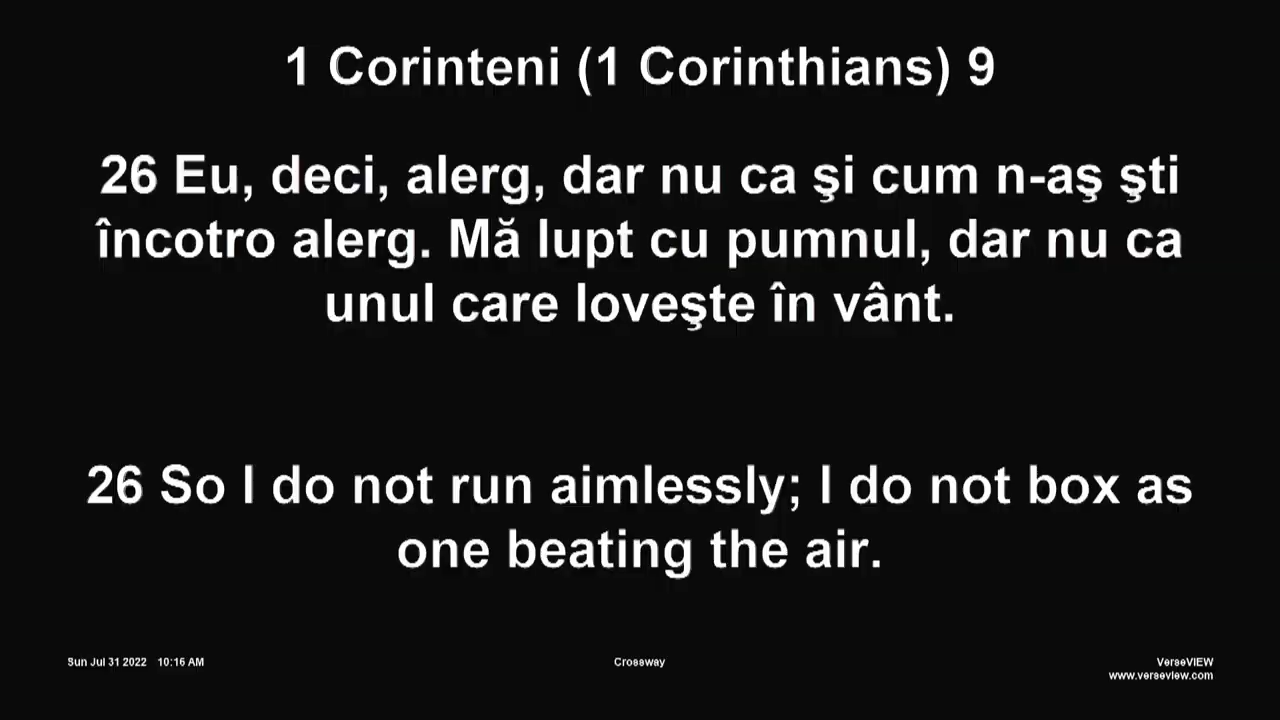 1 Corinteni (1 Corinthians) 9
26 Eu, deci, alerg, dar nu ca şi cum n-aş şti
încotro alerg. Mă lupt cu pumnul, dar nu ca
unul care loveşte în vânt.
26 So I do not run aimlessly; I do not box as
one beating the air.
Sun Jul 31 2022 10:16 AM
Crossway
VerseVIEW
www.verseview.com